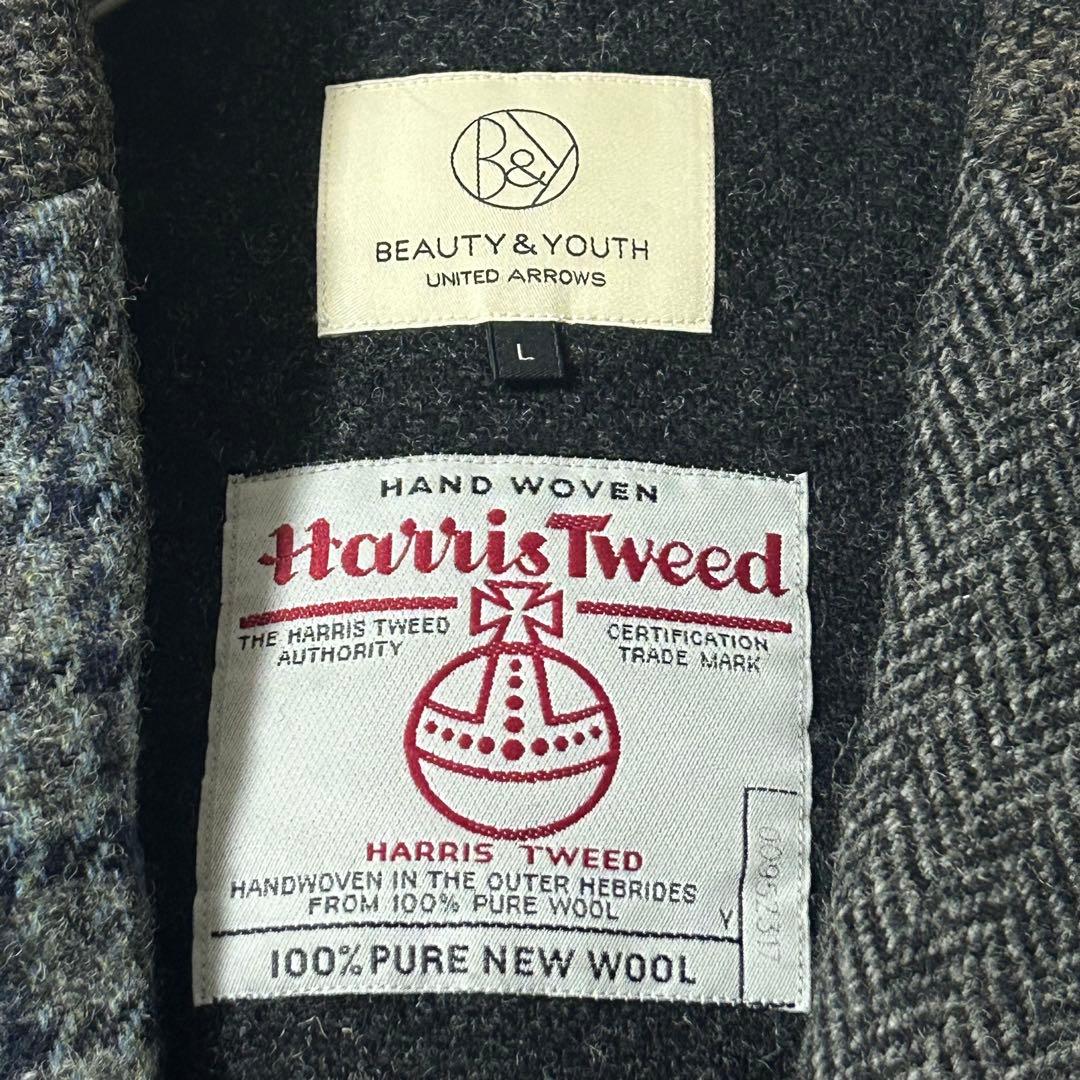 B&Y
BEAUTY & YOUTH
UNITED ARROWS
L
HAND WOVEN
Harris Tweed
THE HARRIS TWEED
AUTHORITY
CERTIFICATION
TRADE MARK
HARRIS TWEED
HANDWOVEN IN THE OUTER HEBRIDES
FROM 100% PURE WOOL
Y
100% PURE NEW WOOL